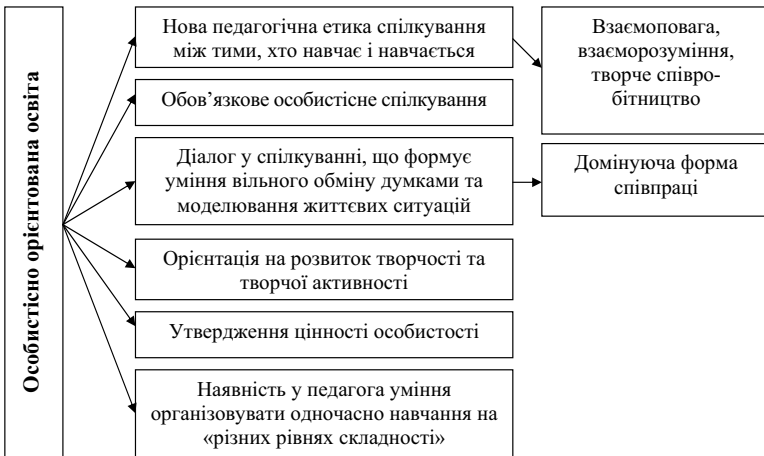 Особистісно орієнтована освіта
Нова педагогічна етика спілкування
між тими, хто навчає і навчається
Взаємоповага,
взаєморозуміння,
творче співро-
бітництво
Обов’язкове особистісне спілкування
Діалог у спілкуванні, що формує
уміння вільного обміну думками та
моделювання життєвих ситуацій
Домінуюча форма
співпраці
Орієнтація на розвиток творчості та
творчої активності
Утвердження цінності особистості
Наявність у педагога уміння
організовувати одночасно навчання на
«різних рівнях складності»